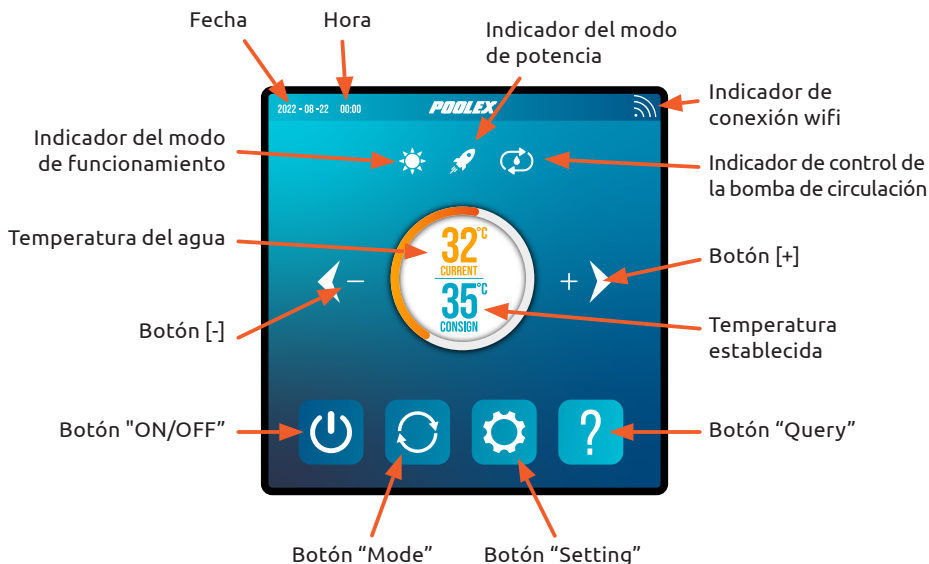 Fecha
Hora
Indicador del modo
de potencia
2022 - 08 -22 00:00
POOLEX
Indicador de
conexión wifi
Indicador del modo
de funcionamiento
Indicador de control de
la bomba de circulación
Temperatura del agua
32°C
CURRENT
35°C
CONSIGN
−
+
Botón [+]
Botón [-]
Temperatura
establecida
Botón "ON/OFF”
?
Botón “Query”
Botón “Mode”
Botón “Setting”